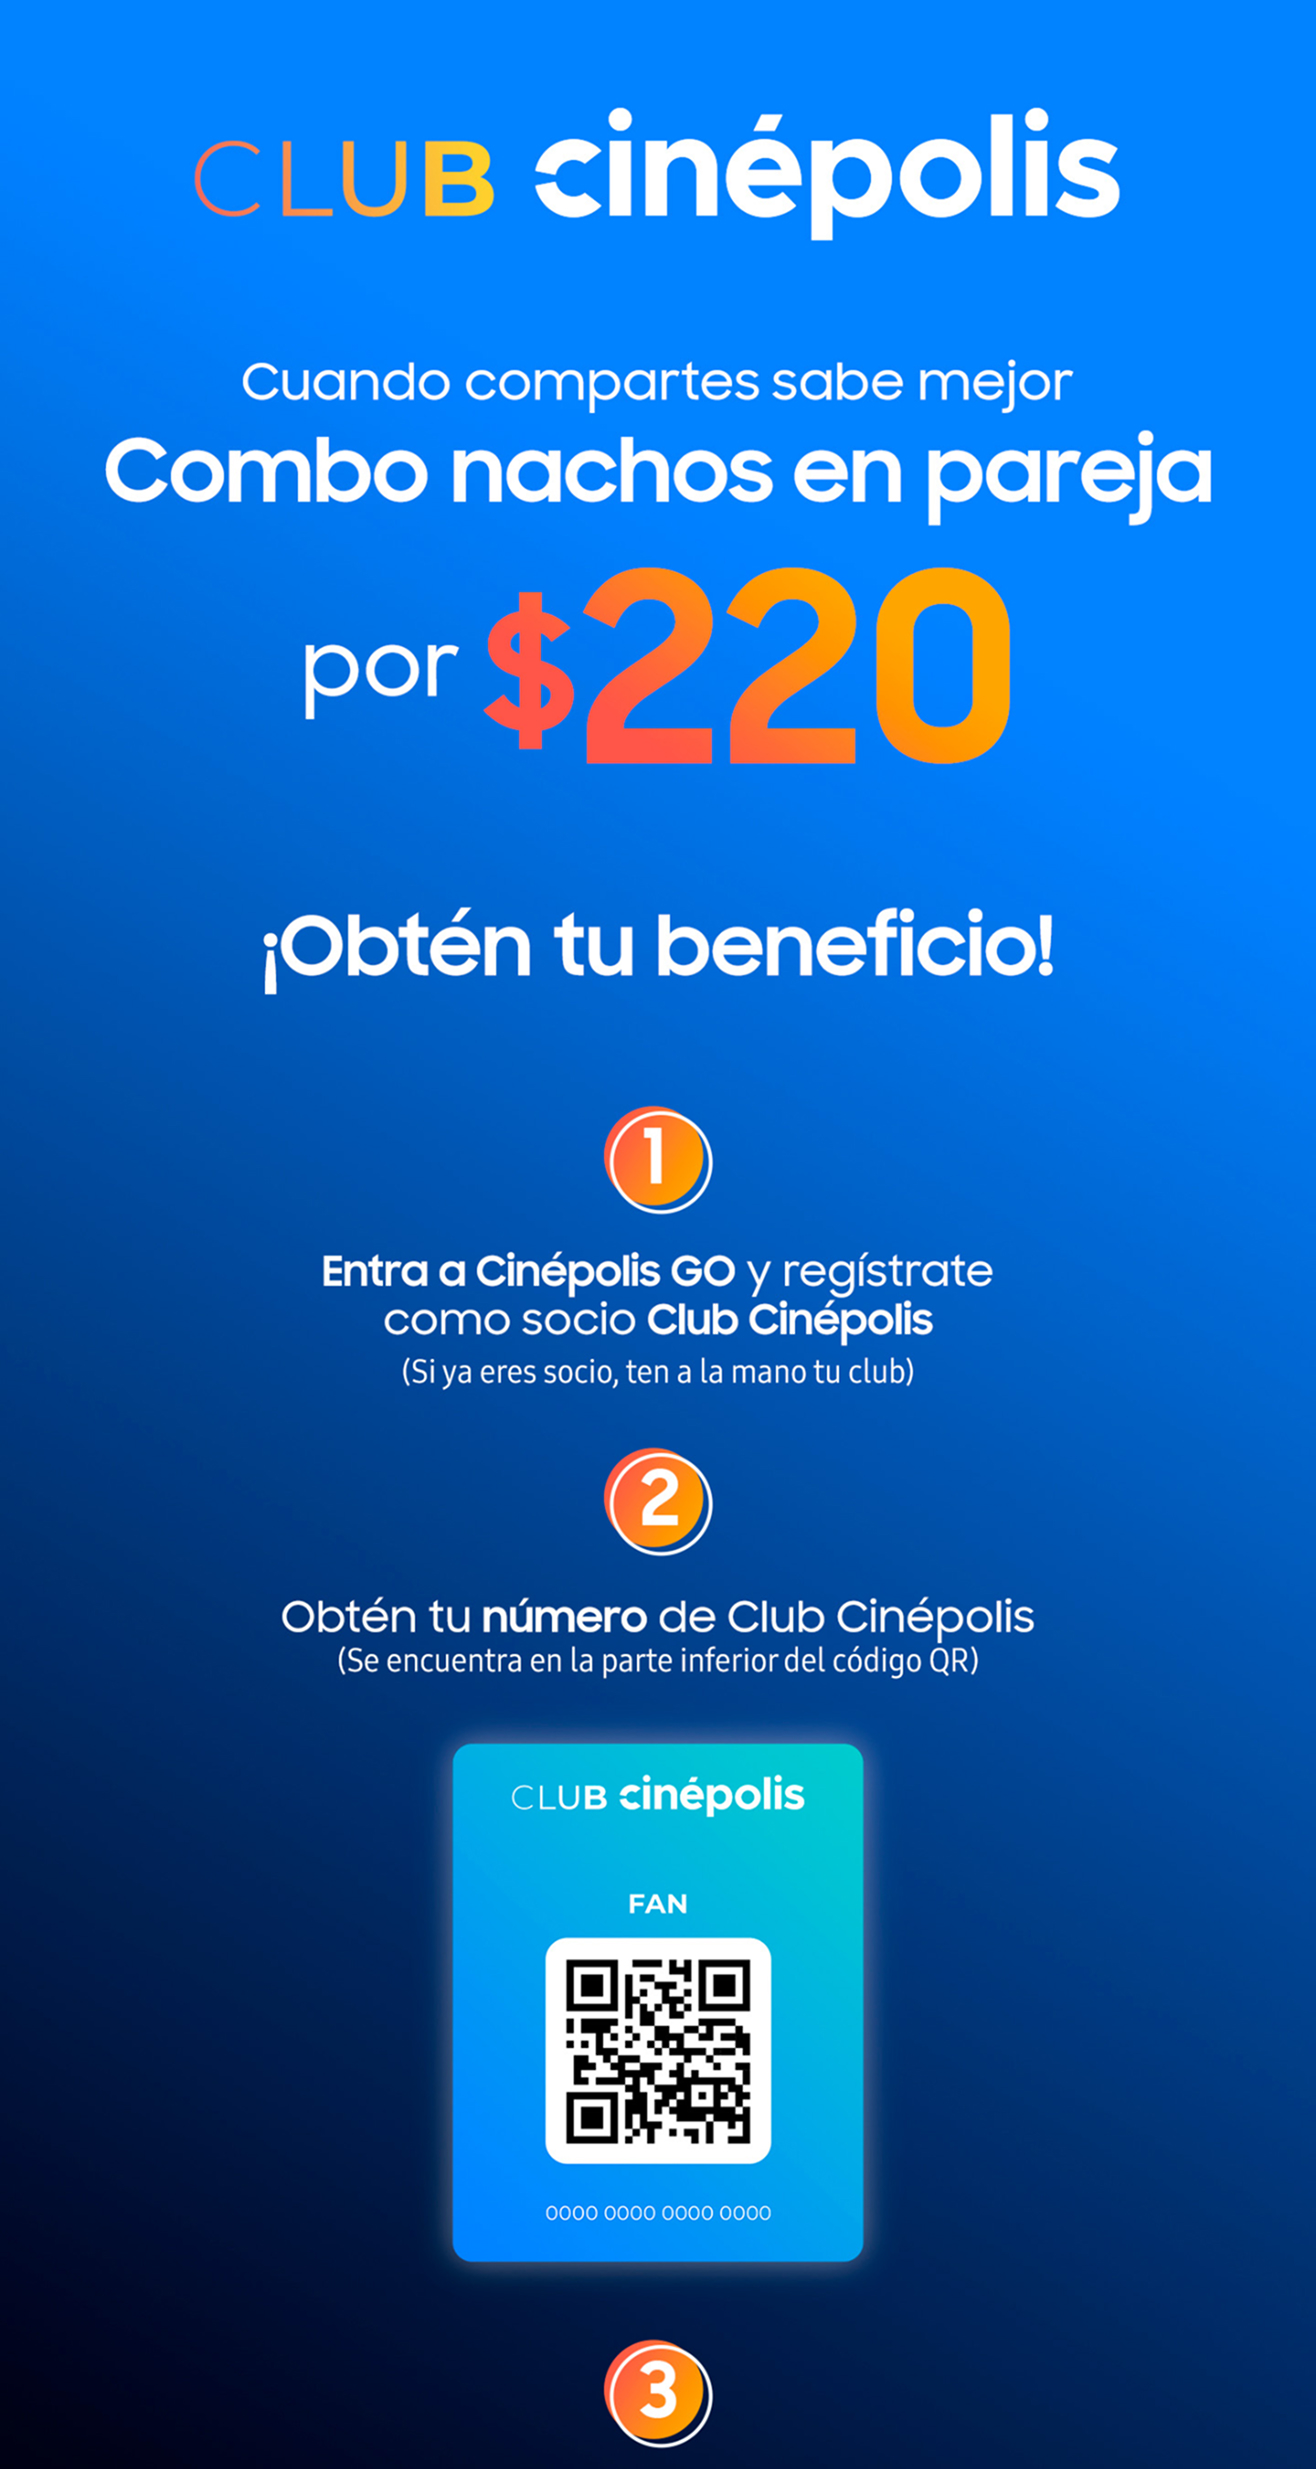 CLUB cinépolis
Cuando compartes sabe mejor
Combo nachos en pareja
por $220
¡Obtén tu beneficio!
1
Entra a Cinépolis GO y regístrate
como socio Club Cinépolis
(Si ya eres socio, ten a la mano tu club)
2
Obtén tu número de Club Cinépolis
(Se encuentra en la parte inferior del código QR)
CLUB cinépolis
FAN
0000 0000 0000 0000
3